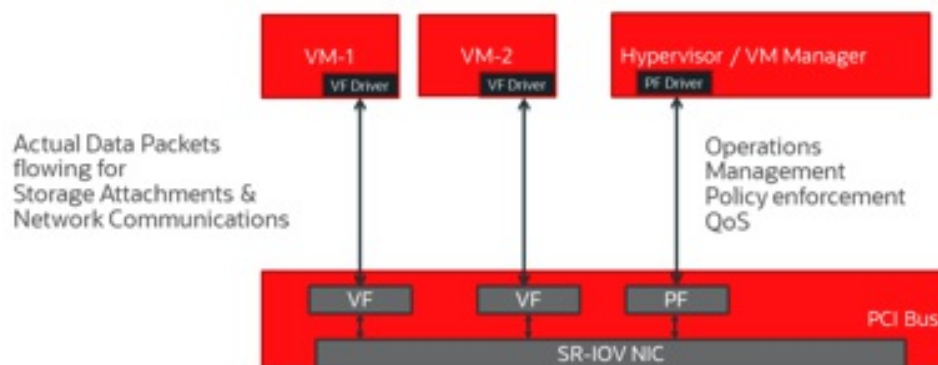 VM-1
VF Driver
VM-2
VF Driver
Hypervisor / VM Manager
PF Driver
Actual Data Packets
flowing for
Storage Attachments &
Network Communications
Operations
Management
Policy enforcement
QoS
VF
VF
PF
PCI Bus
SR-IOV NIC